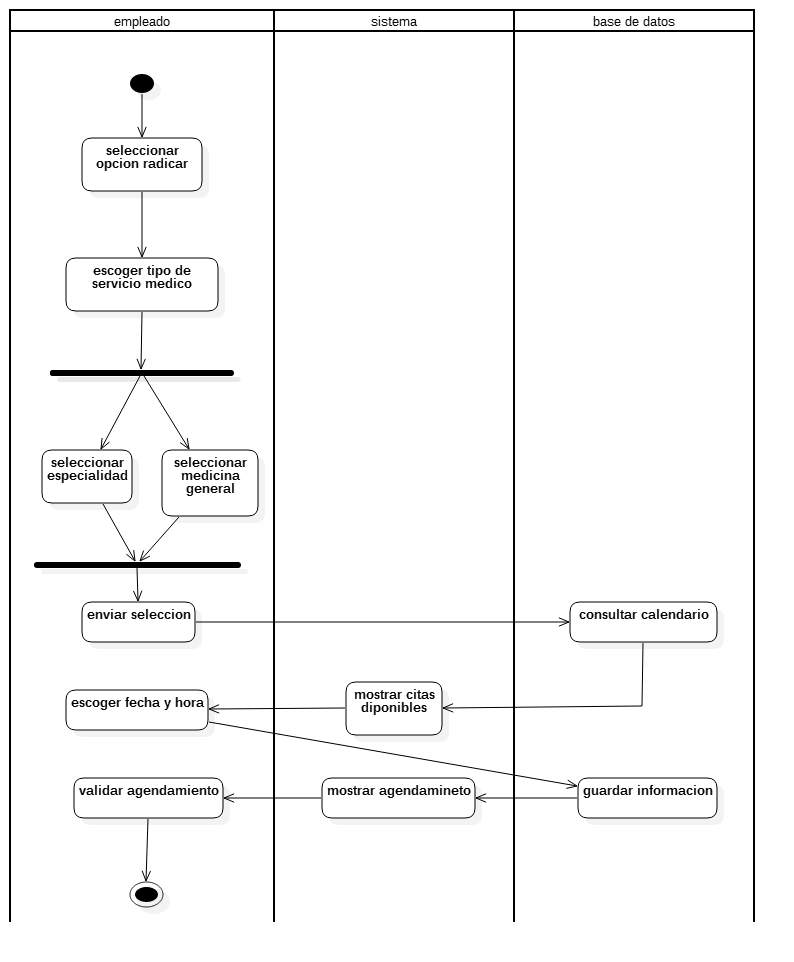 empleado
sistema
base de datos
seleccionar
opcion radicar
escoger tipo de
servicio medico
seleccionar
especialidad
seleccionar
medicina
general
enviar seleccion
consultar calendario
mostrar citas
diponibles
escoger fecha y hora
validar agendamiento
mostrar agendamineto
guardar informacion